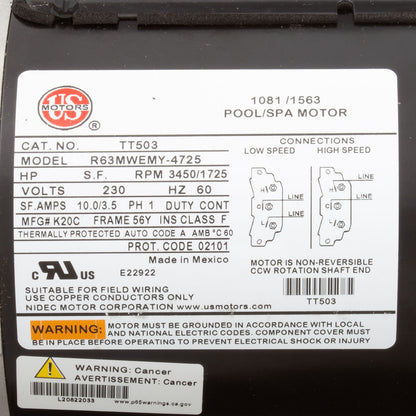 US
MOTORS
®
1081 /1563
POOL/SPA MOTOR
CAT. NO. TT503
MODEL R63MWEMY-4725
HP S.F. RPM 3450/1725
VOLTS 230 HZ 60
SF.AMPS 10.0/3.5 PH 1 DUTY CONT
MFG# K20C FRAME 56Y INS CLASS F
THERMALLY PROTECTED AUTO CODE A AMB °C 60
PROT. CODE 02101
Made in Mexico
E22922
C US
SUITABLE FOR FIELD WIRING
USE COPPER CONDUCTORS ONLY
NIDEC MOTOR CORPORATION www.usmotors.com
CONNECTIONS
LOW SPEED HIGH SPEED
H H
LINE LINE
C C
L L
LINE LINE
MOTOR IS NON-REVERSIBLE
CCW ROTATION SHAFT END
TT503
WARNING: MOTOR MUST BE GROUNDED IN ACCORDANCE WITH LOCAL
AND NATIONAL ELECTRIC CODES. COMPONENT COVER MUST
BE IN PLACE DURING OPERATION TO PREVENT ELECTRICAL SHOCK OR INJURY
WARNING: Cancer
AVERTISSEMENT: Cancer
L20822033 www.p65warnings.ca.gov